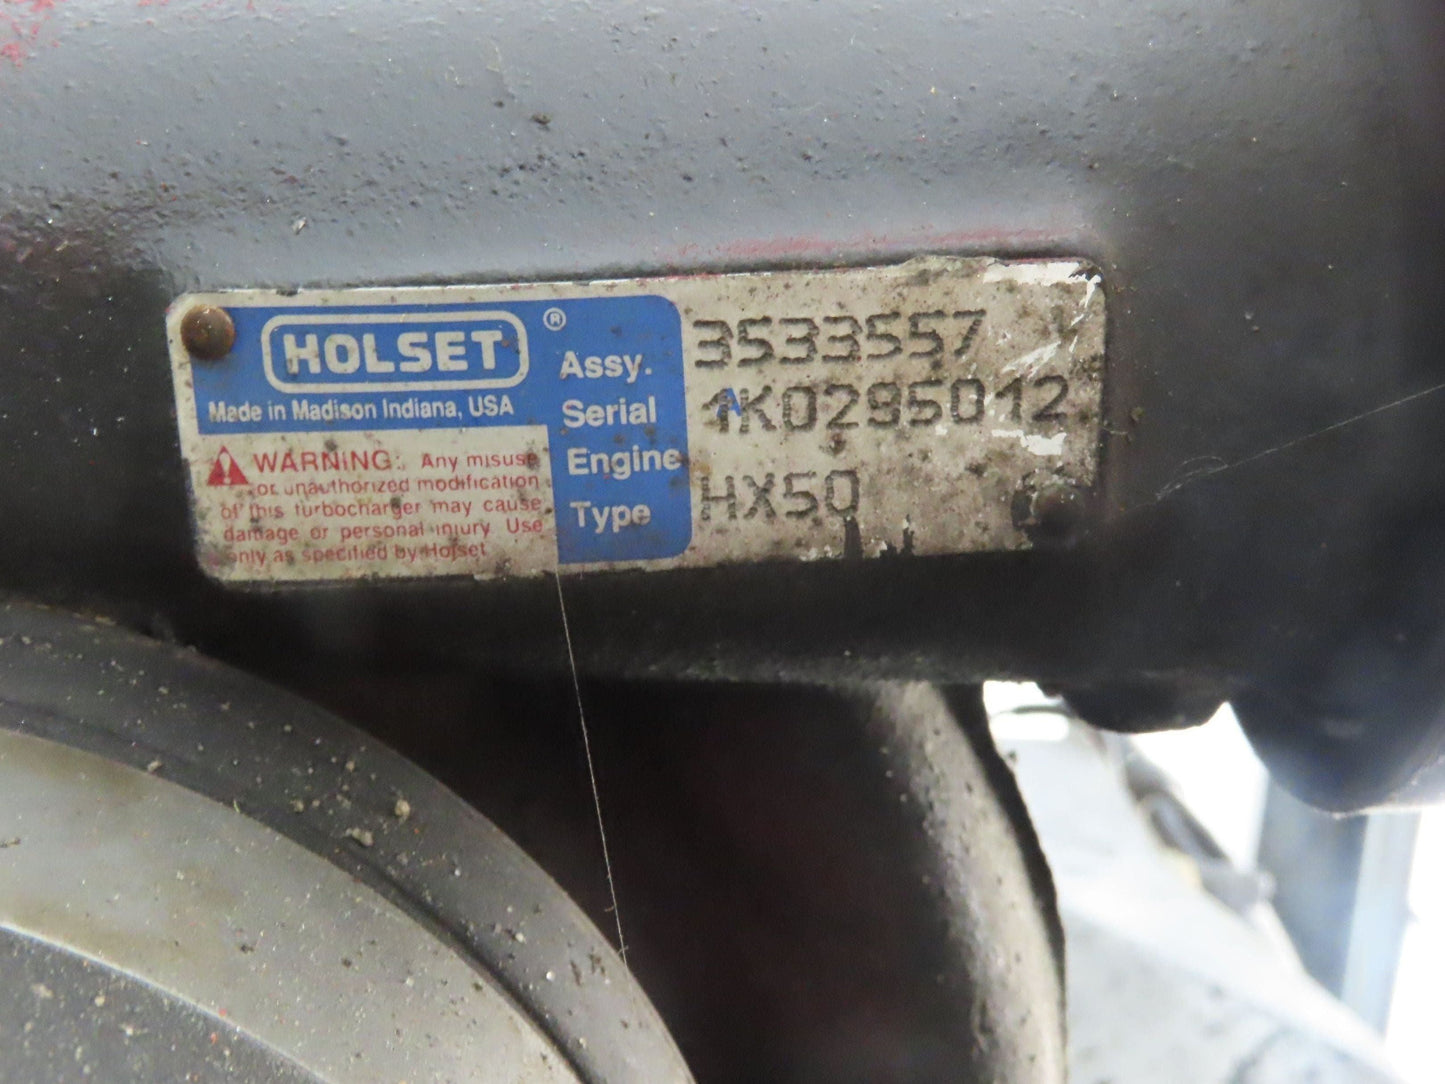 HOLSET ®
Made in Madison Indiana, USA
WARNING: Any misuse
or unauthorized modification
of this turbocharger may cause
damage or personal injury. Use
only as specified by Holset
Assy. 3533557
Serial 1K0295012
Engine
Type HX50